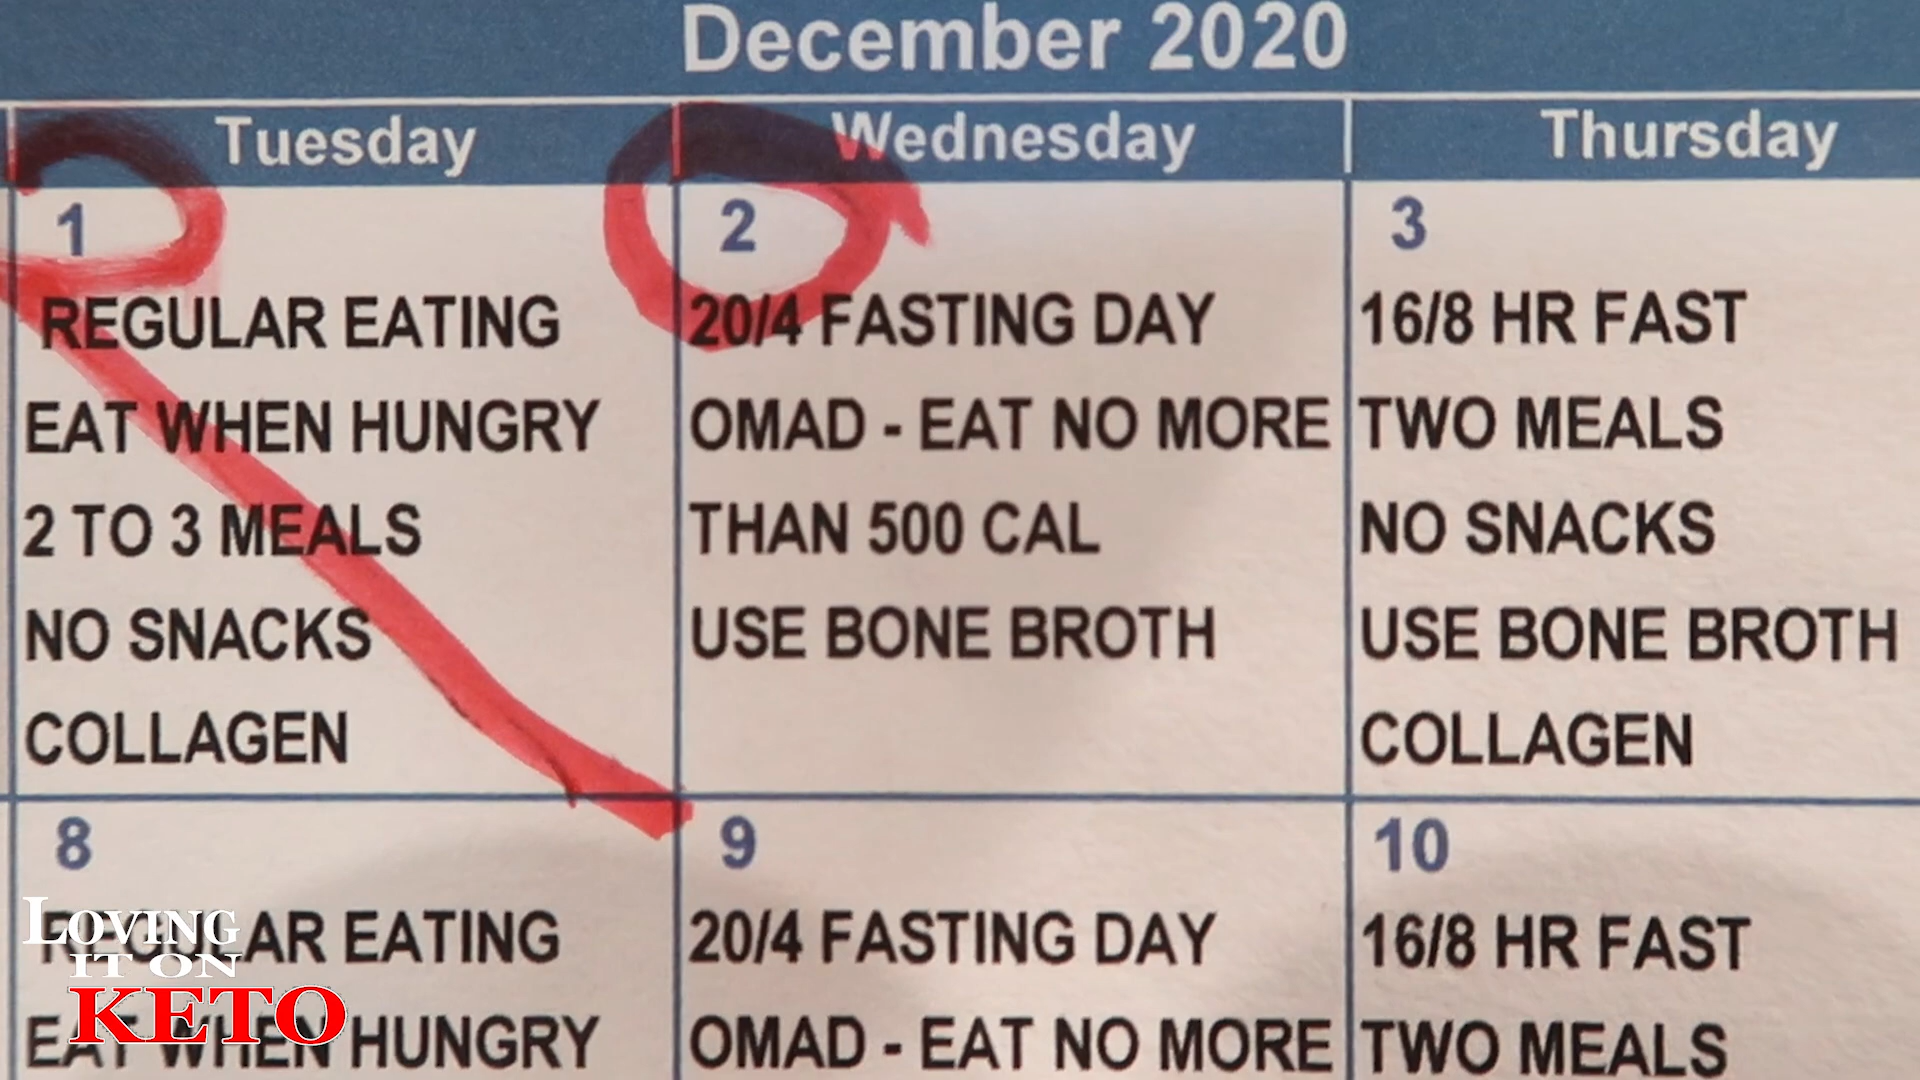 December 2020
Tuesday
Wednesday
Thursday
1
REGULAR EATING
EAT WHEN HUNGRY
2 TO 3 MEALS
NO SNACKS
COLLAGEN
2
20/4 FASTING DAY
OMAD - EAT NO MORE
THAN 500 CAL
USE BONE BROTH
3
16/8 HR FAST
TWO MEALS
NO SNACKS
USE BONE BROTH
COLLAGEN
8
REGULAR EATING
EAT WHEN HUNGRY
9
20/4 FASTING DAY
OMAD - EAT NO MORE
10
16/8 HR FAST
TWO MEALS
LOVING
IT ON
KETO